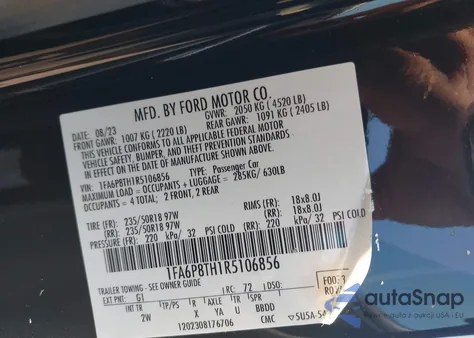 MFD. BY FORD MOTOR CO.
DATE: 08/23 GVWR: 2050 KG ( 4520 LB)
FRONT GAWR: 1007 KG ( 2220 LB) REAR GAWR: 1091 KG ( 2405 LB)
THIS VEHICLE CONFORMS TO ALL APPLICABLE FEDERAL MOTOR
VEHICLE SAFETY, BUMPER, AND THEFT PREVENTION STANDARDS
IN EFFECT ON THE DATE OF MANUFACTURE SHOWN ABOVE.
VIN: 1FA6P8TH1R5106856 TYPE: Passenger Car
MAXIMUM LOAD = OCCUPANTS + LUGGAGE = 285KG/ 630LB
OCCUPANTS = 4 TOTAL; 2 FRONT, 2 REAR
TIRE (FR): 235/50R18 97W RIMS (FR): 18x8.0J
(RR): 235/50R18 97W (RR): 18x8.0J
PRESSURE (FR): 220 kPa/ 32 PSI COLD (RR): 220 kPa/ 32 PSI COLD
1FA6P8TH1R5106856
TRAILER TOWING - SEE OWNER GUIDE
EXT PNT: G1 RC: 72 DSO:
INT TR TP/PS R AXLE TR SPR
2W X YA U BBDD
1202308176706 CMC
autoSnap